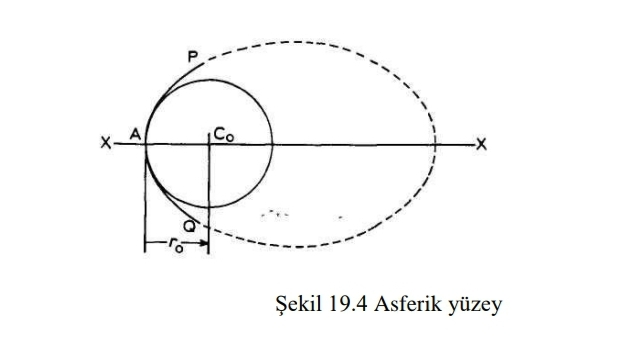 P
X A C₀ X
Q
r₀
Şekil 19.4 Asferik yüzey